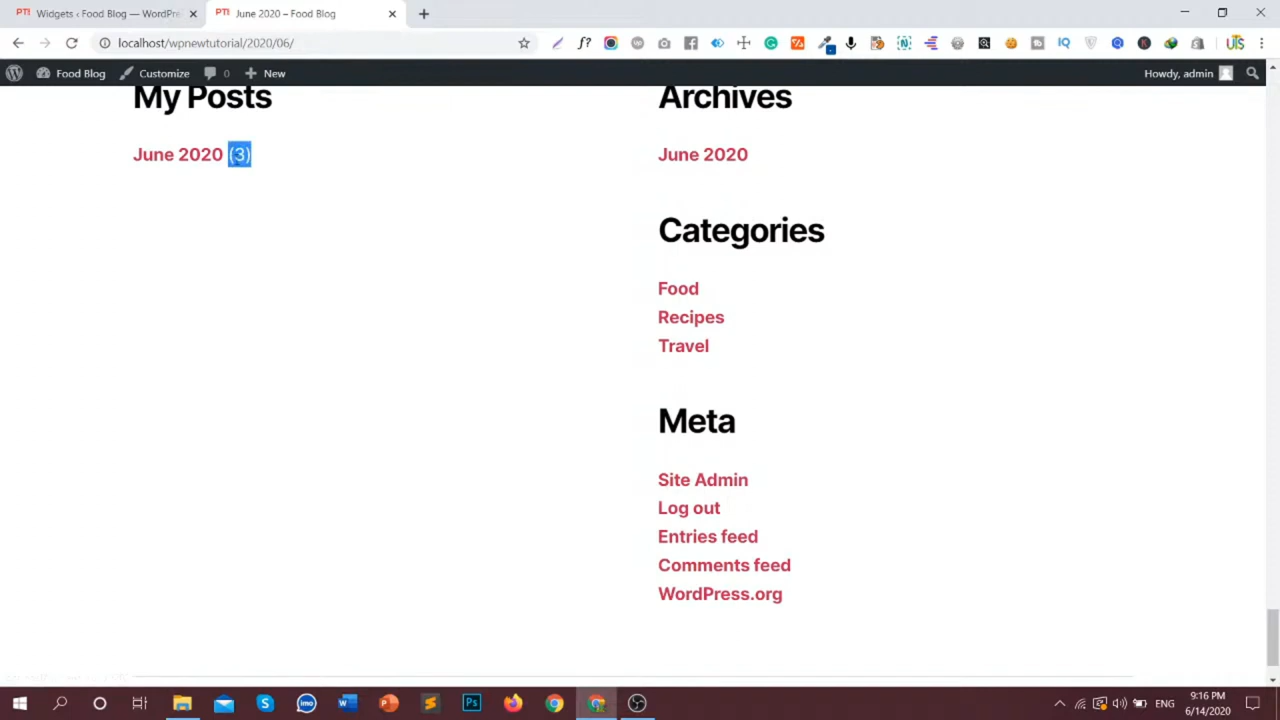 Widgets ‹ Food Blog — WordPre
June 2020 – Food Blog
localhost/wpnewtutorial/2020/06/
Food Blog
Customize
0
New
Howdy, admin
My Posts
June 2020 (3)
Archives
June 2020
Categories
Food
Recipes
Travel
Meta
Site Admin
Log out
Entries feed
Comments feed
WordPress.org
ENG
9:16 PM
6/14/2020